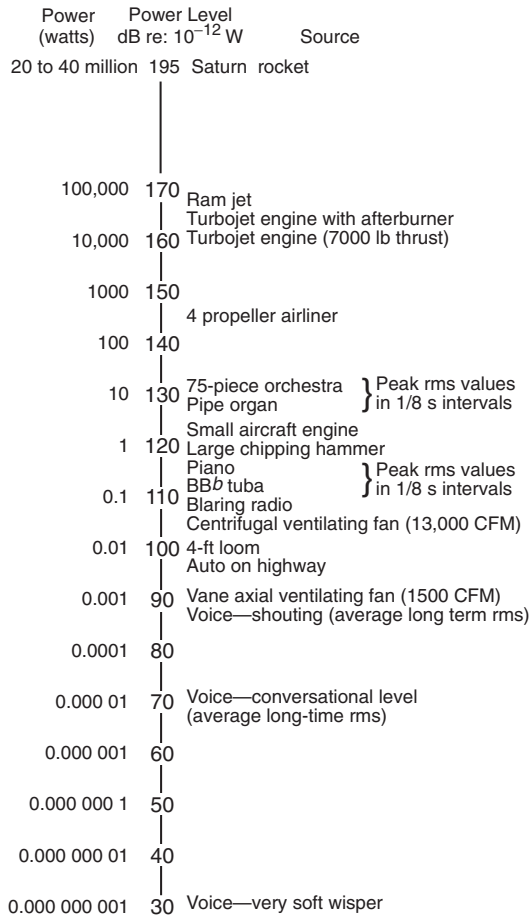 Power Power Level
(watts) dB re: 10⁻¹² W Source
20 to 40 million 195 Saturn rocket
100,000 170
Ram jet
Turbojet engine with afterburner
10,000 160 Turbojet engine (7000 lb thrust)
1000 150
4 propeller airliner
100 140
10 130 75-piece orchestra } Peak rms values
Pipe organ in 1/8 s intervals
Small aircraft engine
1 120 Large chipping hammer
Piano } Peak rms values
0.1 110 BBb tuba in 1/8 s intervals
Blaring radio
Centrifugal ventilating fan (13,000 CFM)
0.01 100 4-ft loom
Auto on highway
0.001 90 Vane axial ventilating fan (1500 CFM)
Voice—shouting (average long term rms)
0.0001 80
0.000 01 70 Voice—conversational level
(average long-time rms)
0.000 001 60
0.000 000 1 50
0.000 000 01 40
0.000 000 001 30 Voice—very soft wisper